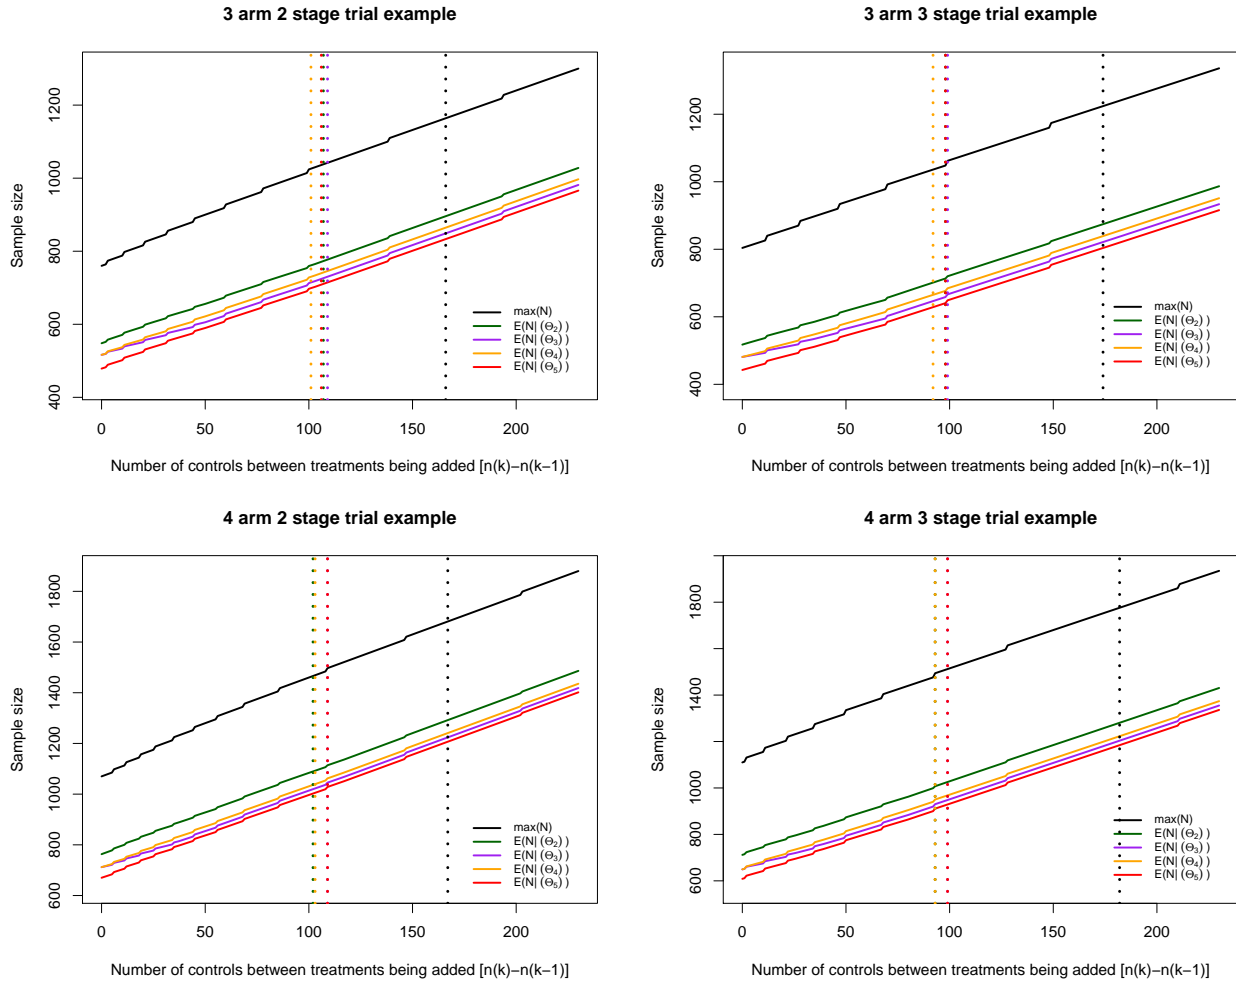 3 arm 2 stage trial example
Sample size
400 600 800 1000 1200
max(N)
E(N| (Θ₂) )
E(N| (Θ₃) )
E(N| (Θ₄) )
E(N| (Θ₅) )
0 50 100 150 200
Number of controls between treatments being added [n(k)−n(k−1)]
3 arm 3 stage trial example
Sample size
400 600 800 1000 1200
max(N)
E(N| (Θ₂) )
E(N| (Θ₃) )
E(N| (Θ₄) )
E(N| (Θ₅) )
0 50 100 150 200
Number of controls between treatments being added [n(k)−n(k−1)]
4 arm 2 stage trial example
Sample size
600 800 1000 1200 1400 1600 1800
max(N)
E(N| (Θ₂) )
E(N| (Θ₃) )
E(N| (Θ₄) )
E(N| (Θ₅) )
0 50 100 150 200
Number of controls between treatments being added [n(k)−n(k−1)]
4 arm 3 stage trial example
Sample size
600 800 1000 1400 1800
max(N)
E(N| (Θ₂) )
E(N| (Θ₃) )
E(N| (Θ₄) )
E(N| (Θ₅) )
0 50 100 150 200
Number of controls between treatments being added [n(k)−n(k−1)]